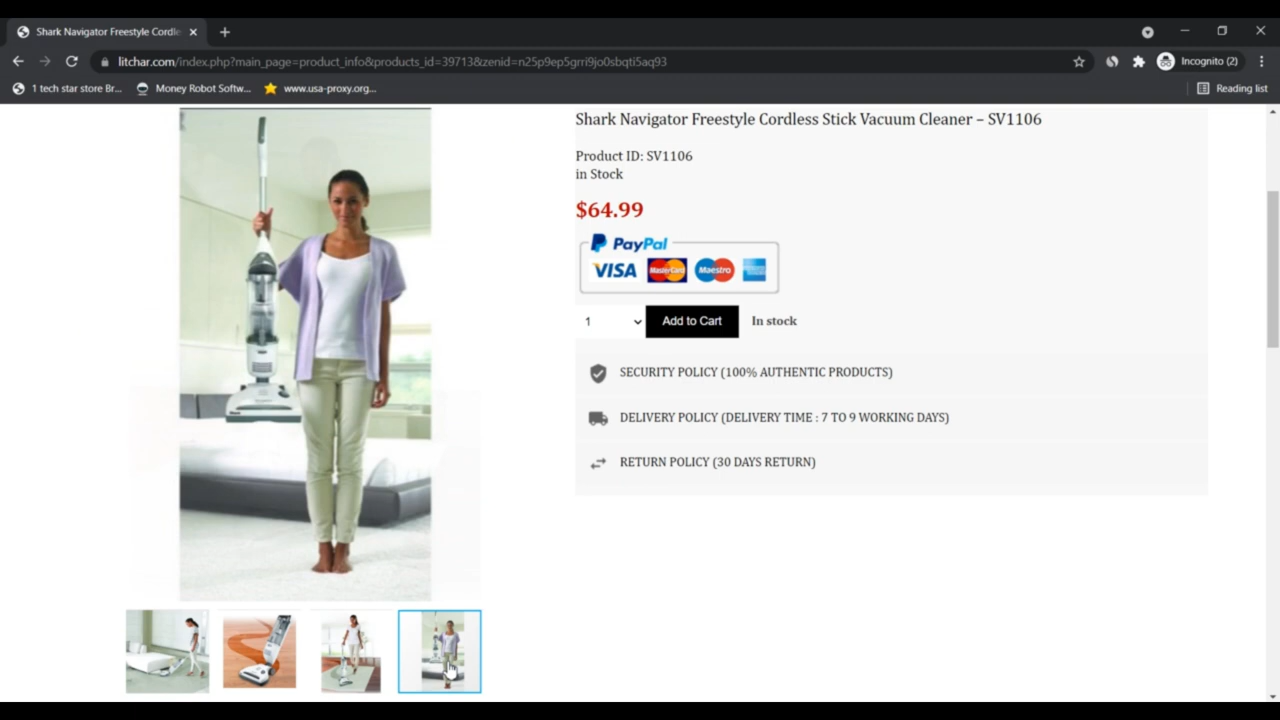 Shark Navigator Freestyle Cordle
litchar.com/index.php?main_page=product_info&products_id=39713&zenid=n25p9ep5grri9jo0sbqti5aq93
Incognito (2)
1 tech star store Br...
Money Robot Softw...
www.usa-proxy.org...
Reading list
Shark Navigator Freestyle Cordless Stick Vacuum Cleaner – SV1106
Product ID: SV1106
in Stock
$64.99
PayPal
VISA MasterCard Maestro
1
Add to Cart
In stock
SECURITY POLICY (100% AUTHENTIC PRODUCTS)
DELIVERY POLICY (DELIVERY TIME : 7 TO 9 WORKING DAYS)
RETURN POLICY (30 DAYS RETURN)